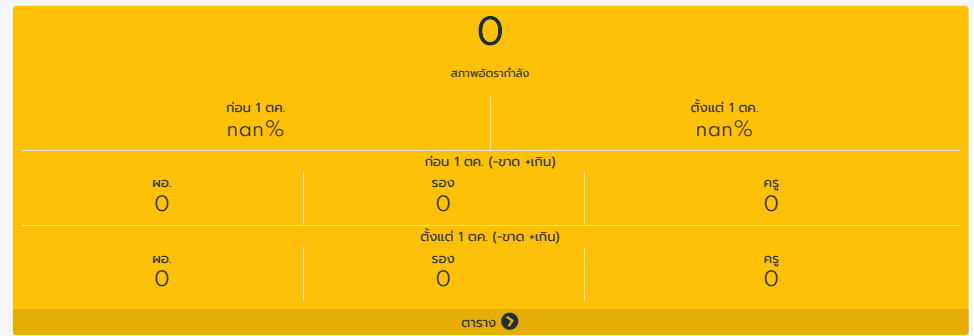 0
สภาพอัตรากำลัง
ก่อน 1 ตค. ตั้งแต่ 1 ตค.
nan% nan%
ก่อน 1 ตค. (-ขาด +เกิน)
ผอ. รอง ครู
0 0 0
ตั้งแต่ 1 ตค. (-ขาด +เกิน)
ผอ. รอง ครู
0 0 0
ตาราง